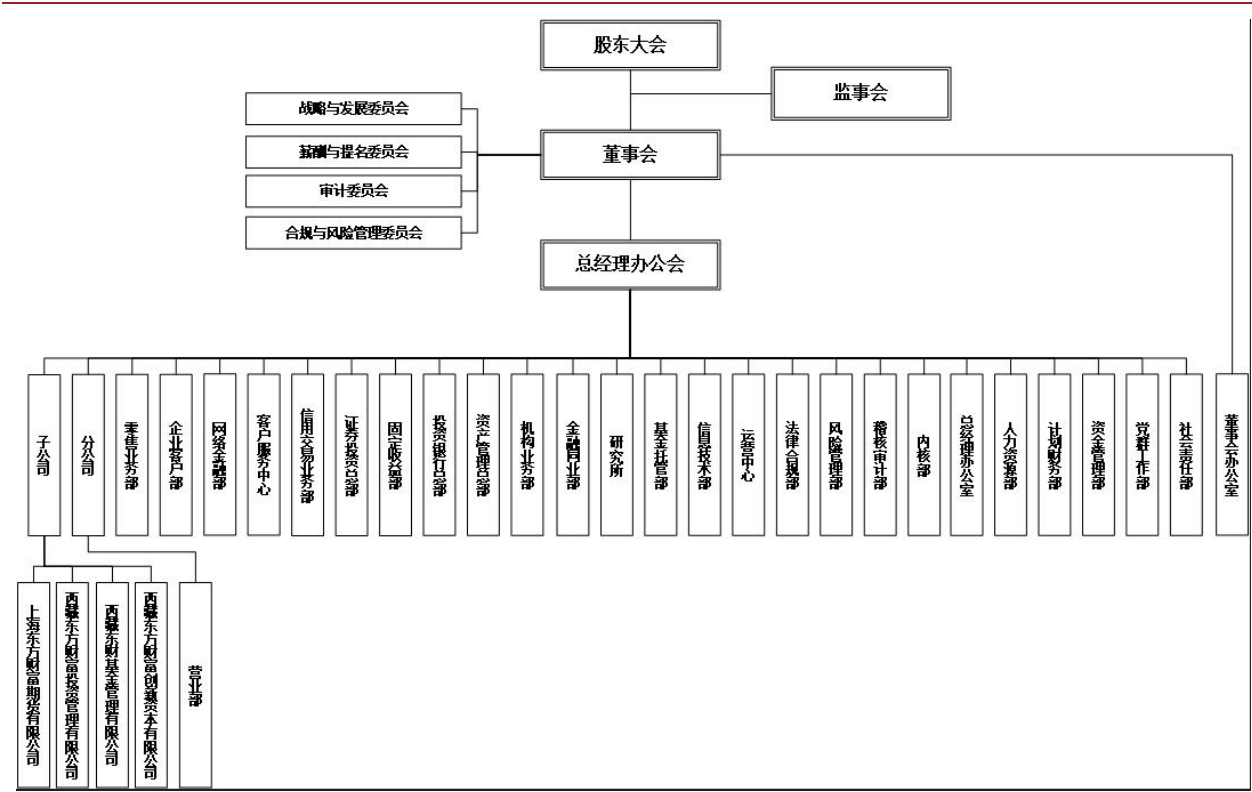 股东大会
监事会
战略与发展委员会
薪酬与提名委员会
董事会
审计委员会
合规与风险管理委员会
总经理办公会
子公司
分公司
零售业务部
企业客户部
网络金融部
客户服务中心
信用交易业务部
证券投资总部
固定收益部
投资银行总部
资产管理总部
机构业务部
金融同业部
研究所
基金托管部
信息技术部
运营中心
法律合规部
风险管理部
稽核审计部
内核部
总经理办公室
人力资源部
计划财务部
资金管理部
党群工作部
社会责任部
董事会办公室
上海东方财富期货有限公司
西藏东方财富投资管理有限公司
西藏东财基金管理有限公司
西藏东方财富创新资本有限公司
营业部